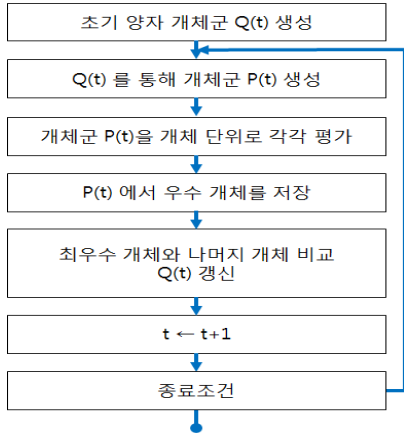 초기 양자 개체군 Q(t) 생성
Q(t) 를 통해 개체군 P(t) 생성
개체군 P(t)을 개체 단위로 각각 평가
P(t) 에서 우수 개체를 저장
최우수 개체와 나머지 개체 비교
Q(t) 갱신
t ← t+1
종료조건